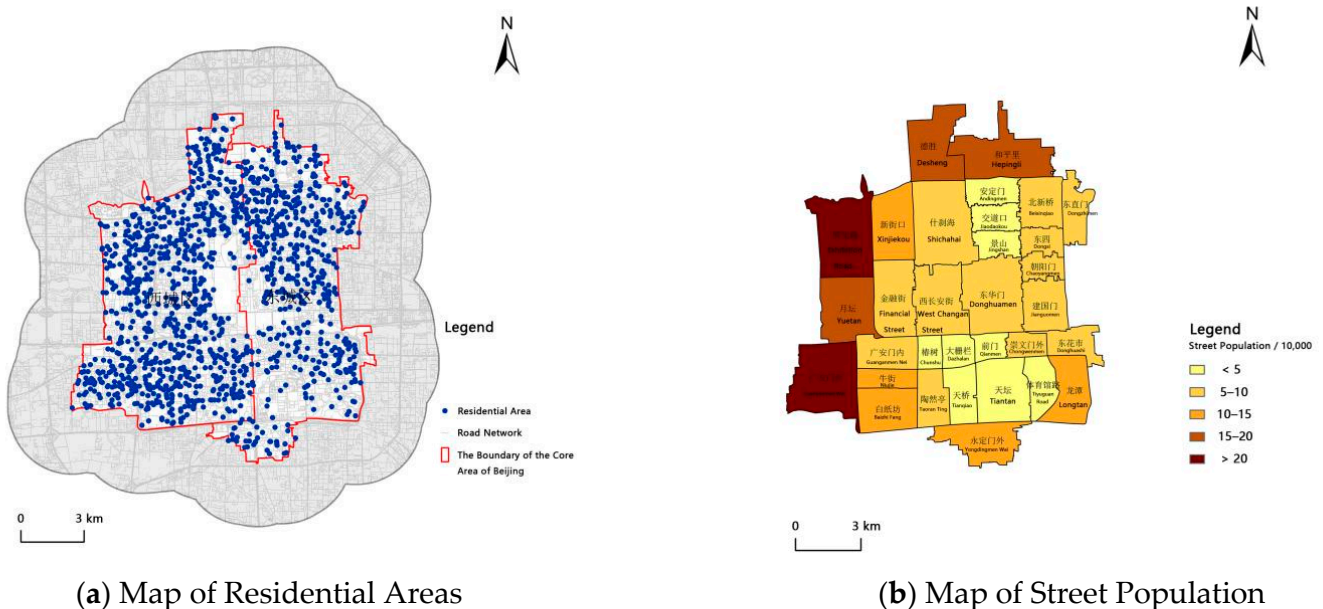 N
西城区
东城区
Legend
Residential Area
Road Network
The Boundary of the Core
Area of Beijing
0 3 km
(a) Map of Residential Areas
N
德胜
Desheng
和平里
Hepingli
安定门
Andingmen
交道口
Jiaodaokou
景山
Jingshan
北新桥
Beixinqiao
东直门
Dongzhimen
新街口
Xinjiekou
什刹海
Shichahai
东四
Dongsi
朝阳门
Chaoyangmen
月坛
Yuetan
金融街
Financial
Street
西长安街
West Changan
Street
东华门
Donghuamen
建国门
Jianguomen
广安门内
Guanganmen Nei
椿树
Chunshu
大栅栏
Dazhalan
前门
Qianmen
崇文门外
Chongwenmen
东花市
Donghuashi
牛街
Niujie
白纸坊
Baizhi Fang
陶然亭
Taoran Ting
天桥
Tianqiao
天坛
Tiantan
体育馆路
Tiyuguan
Road
龙潭
Longtan
永定门外
Yongdingmen Wei
Legend
Street Population / 10,000
< 5
5–10
10–15
15–20
> 20
0 3 km
(b) Map of Street Population